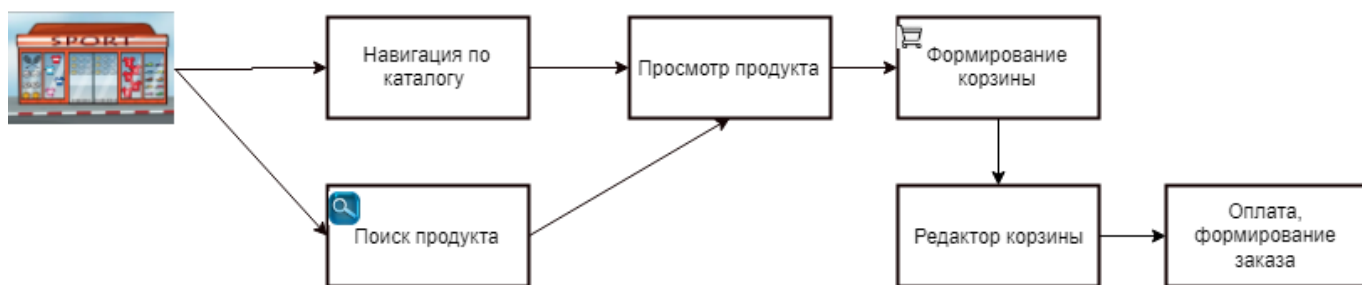 SPORT
Навигация по
каталогу
Просмотр продукта
Формирование
корзины
Поиск продукта
Редактор корзины
Оплата,
формирование
заказа